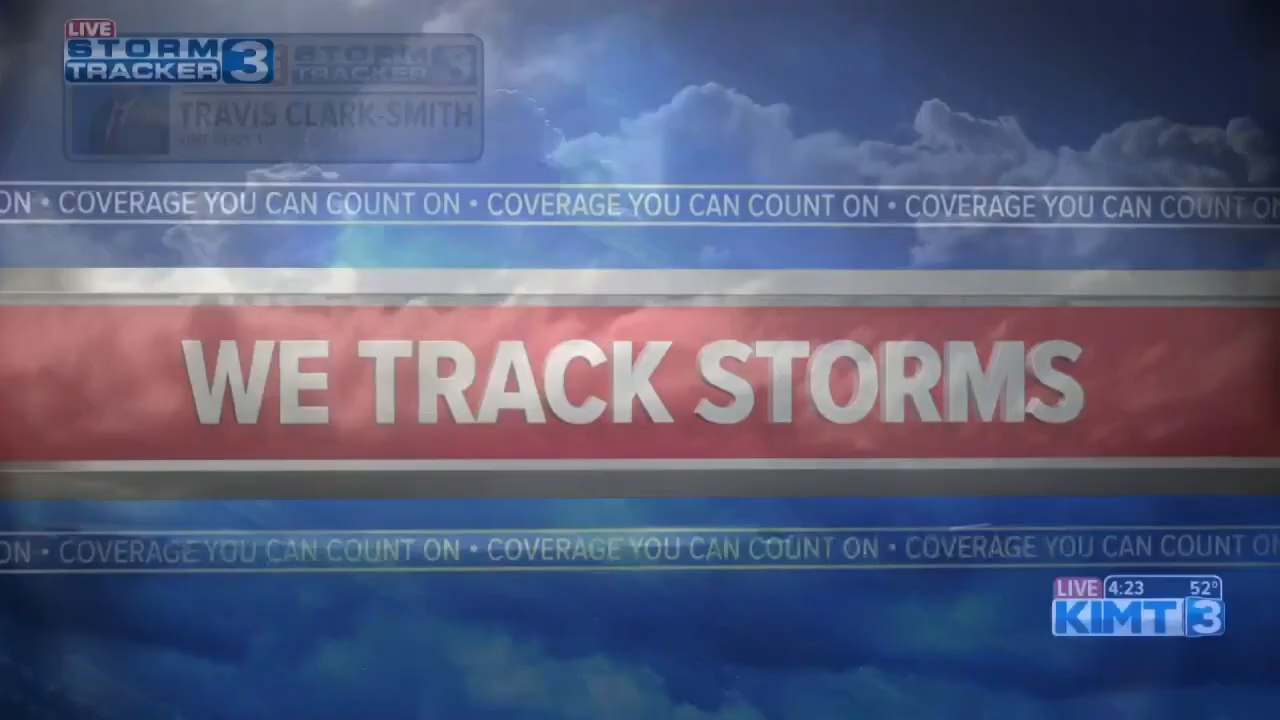 LIVE
STORM
TRACKER 3
STORM
TRACKER 3
TRAVIS CLARK-SMITH
ON • COVERAGE YOU CAN COUNT ON • COVERAGE YOU CAN COUNT ON • COVERAGE YOU CAN COUNT ON
WE TRACK STORMS
ON • COVERAGE YOU CAN COUNT ON • COVERAGE YOU CAN COUNT ON • COVERAGE YOU CAN COUNT ON
LIVE 4:23 52°
KIMT 3